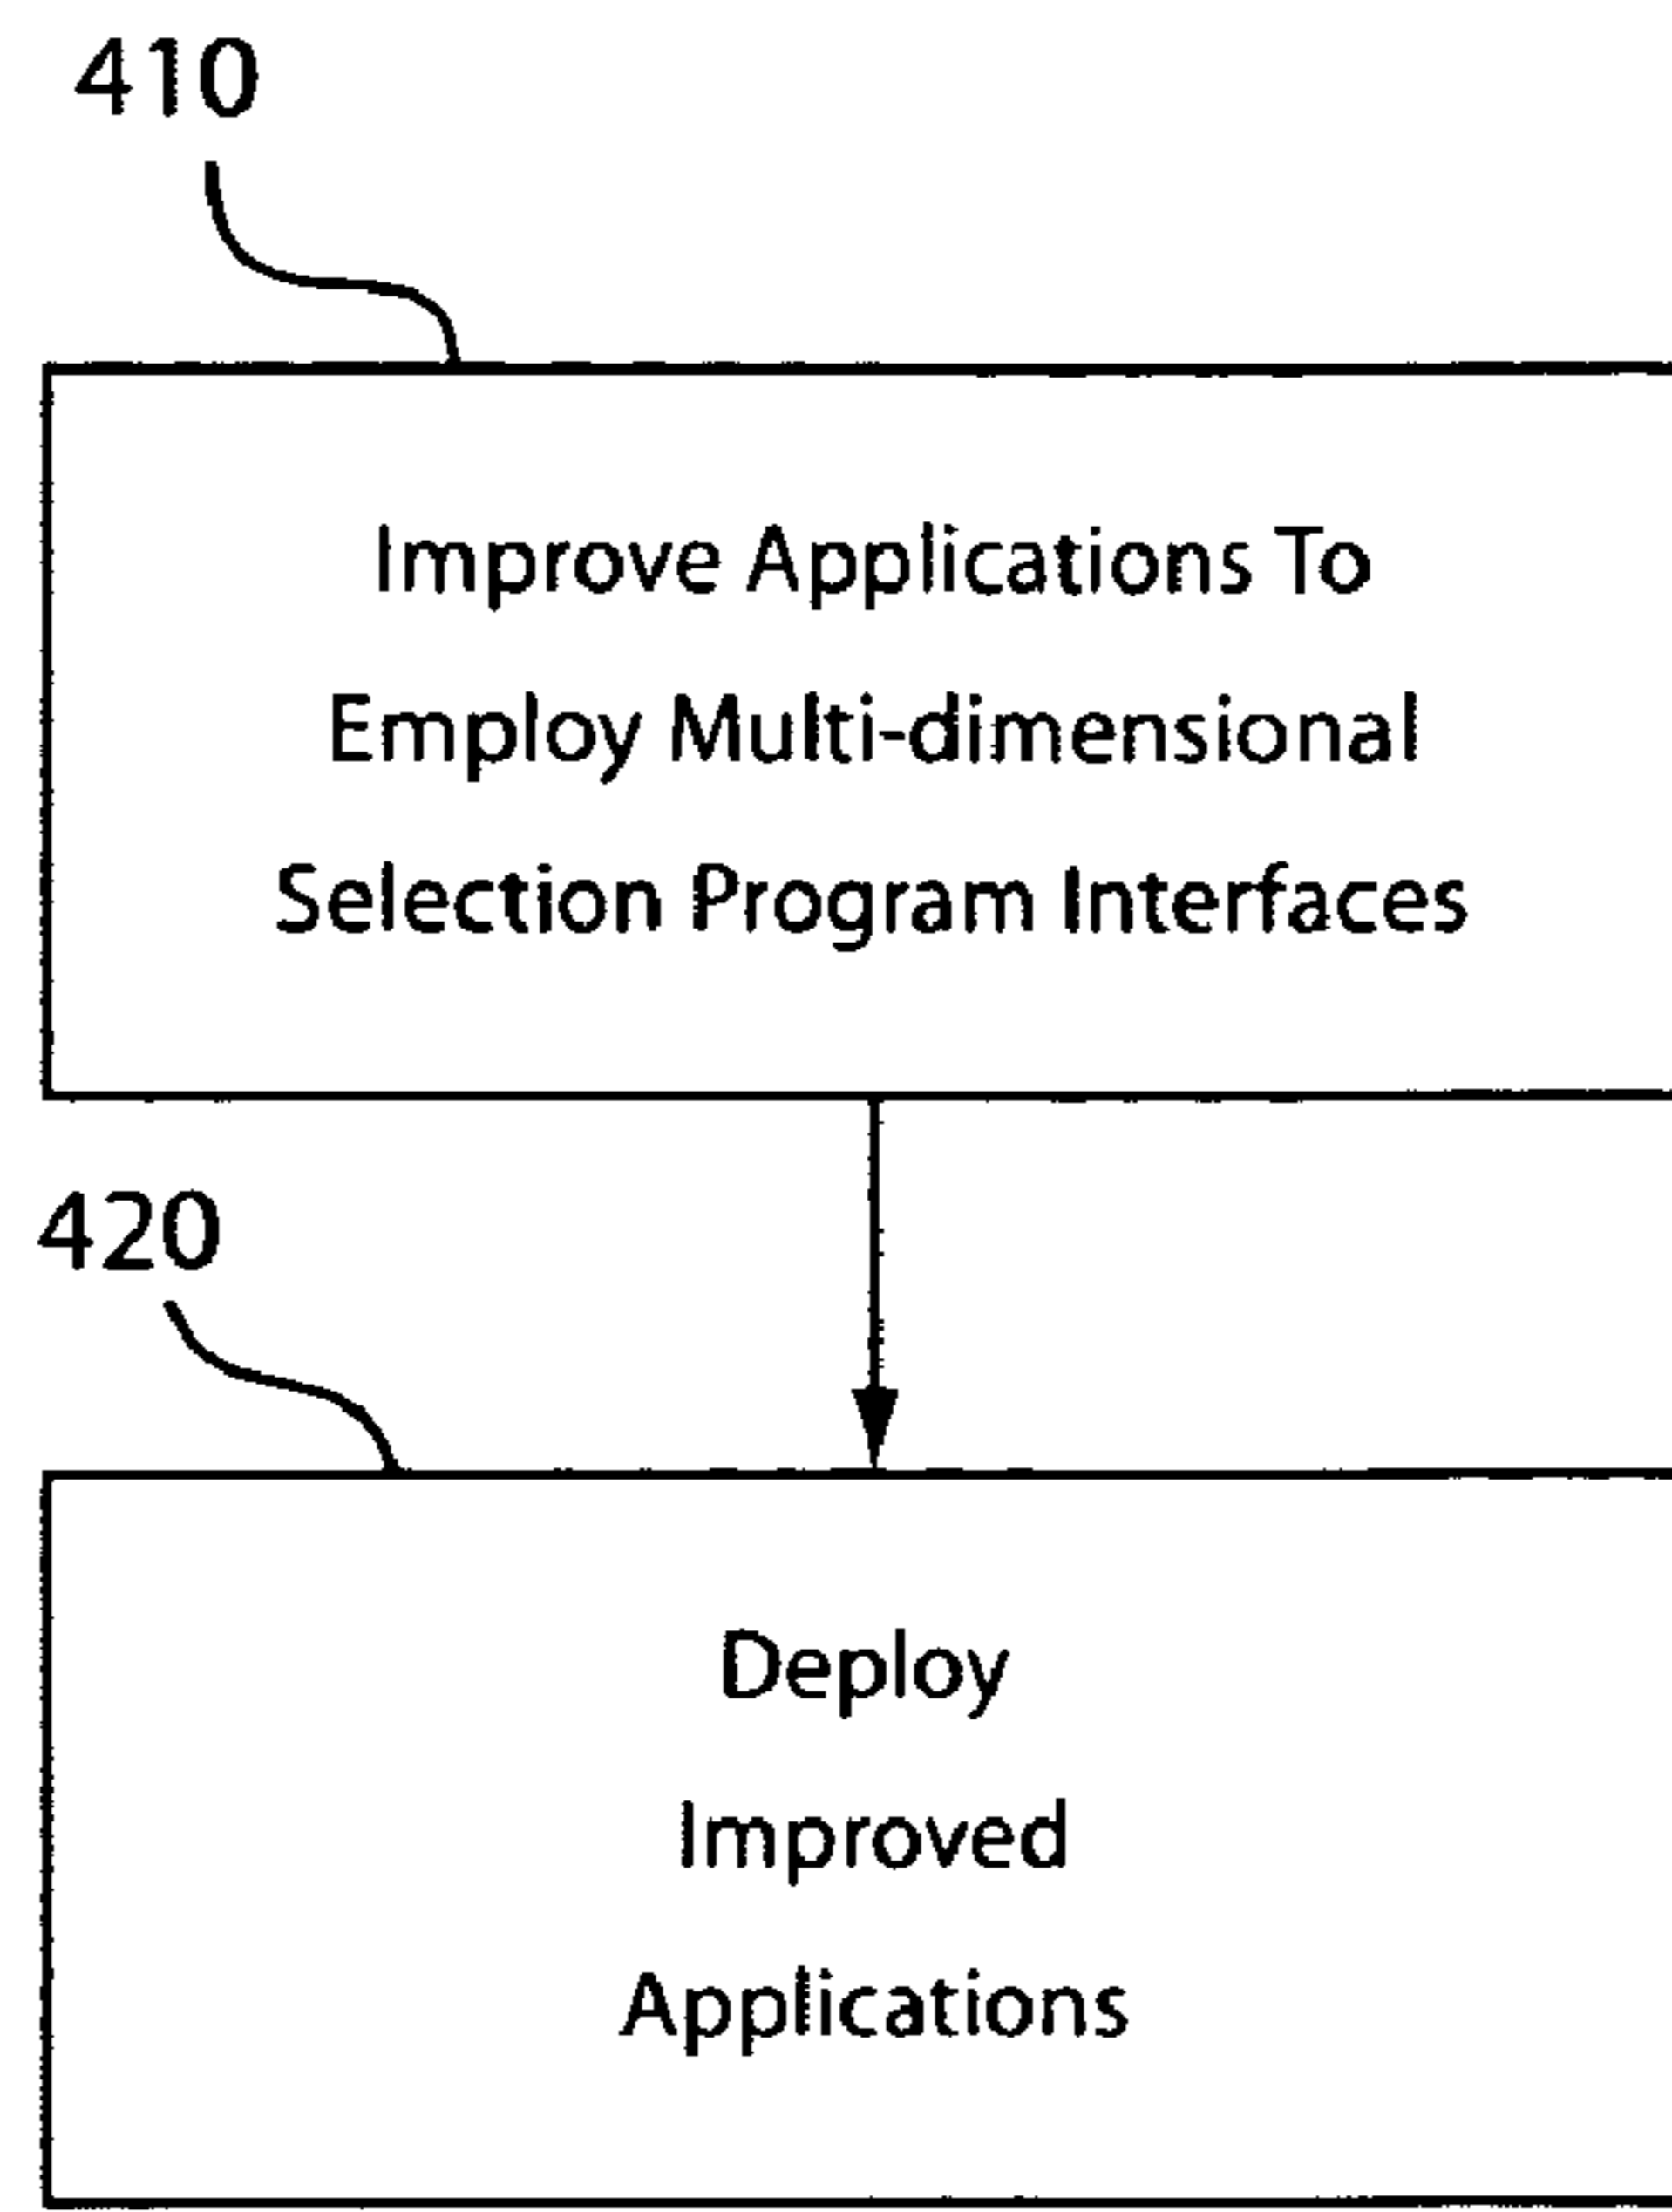 410
Improve Applications To
Employ Multi-dimensional
Selection Program Interfaces
420
Deploy
Improved
Applications